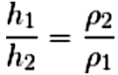 h₁/h₂ = ρ₂/ρ₁